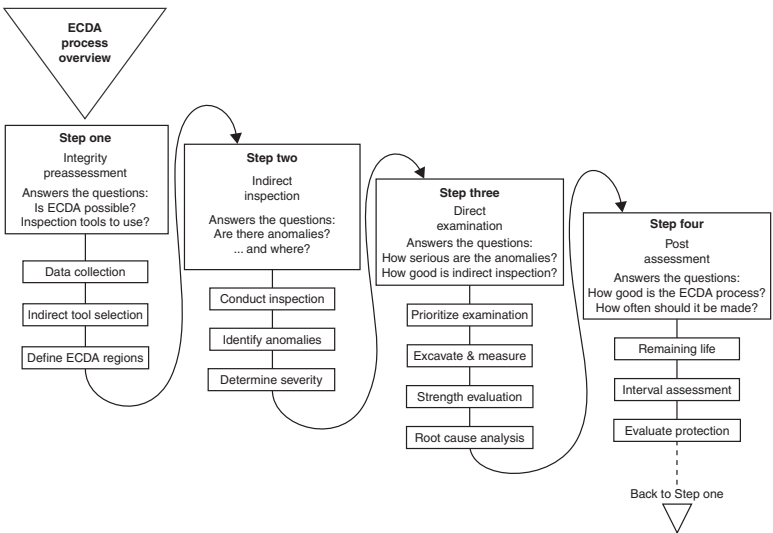 ECDA
process
overview
Step one
Integrity
preassessment
Answers the questions:
Is ECDA possible?
Inspection tools to use?
Data collection
Indirect tool selection
Define ECDA regions
Step two
Indirect
inspection
Answers the questions:
Are there anomalies?
... and where?
Conduct inspection
Identify anomalies
Determine severity
Step three
Direct
examination
Answers the questions:
How serious are the anomalies?
How good is indirect inspection?
Prioritize examination
Excavate & measure
Strength evaluation
Root cause analysis
Step four
Post
assessment
Answers the questions:
How good is the ECDA process?
How often should it be made?
Remaining life
Interval assessment
Evaluate protection
Back to Step one